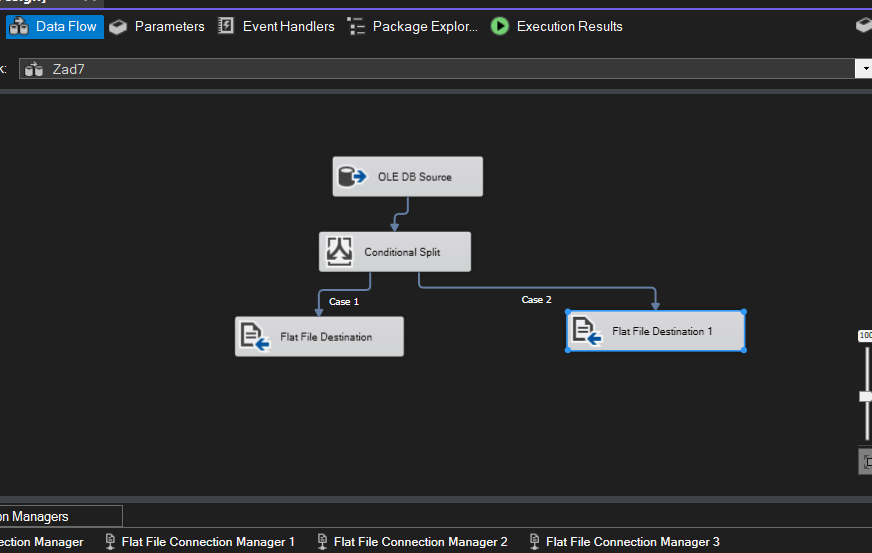 Data Flow Parameters Event Handlers Package Explor... Execution Results
k: Zad7
OLE DB Source
Conditional Split
Case 1 Case 2
Flat File Destination Flat File Destination 1
100
on Managers
ection Manager Flat File Connection Manager 1 Flat File Connection Manager 2 Flat File Connection Manager 3